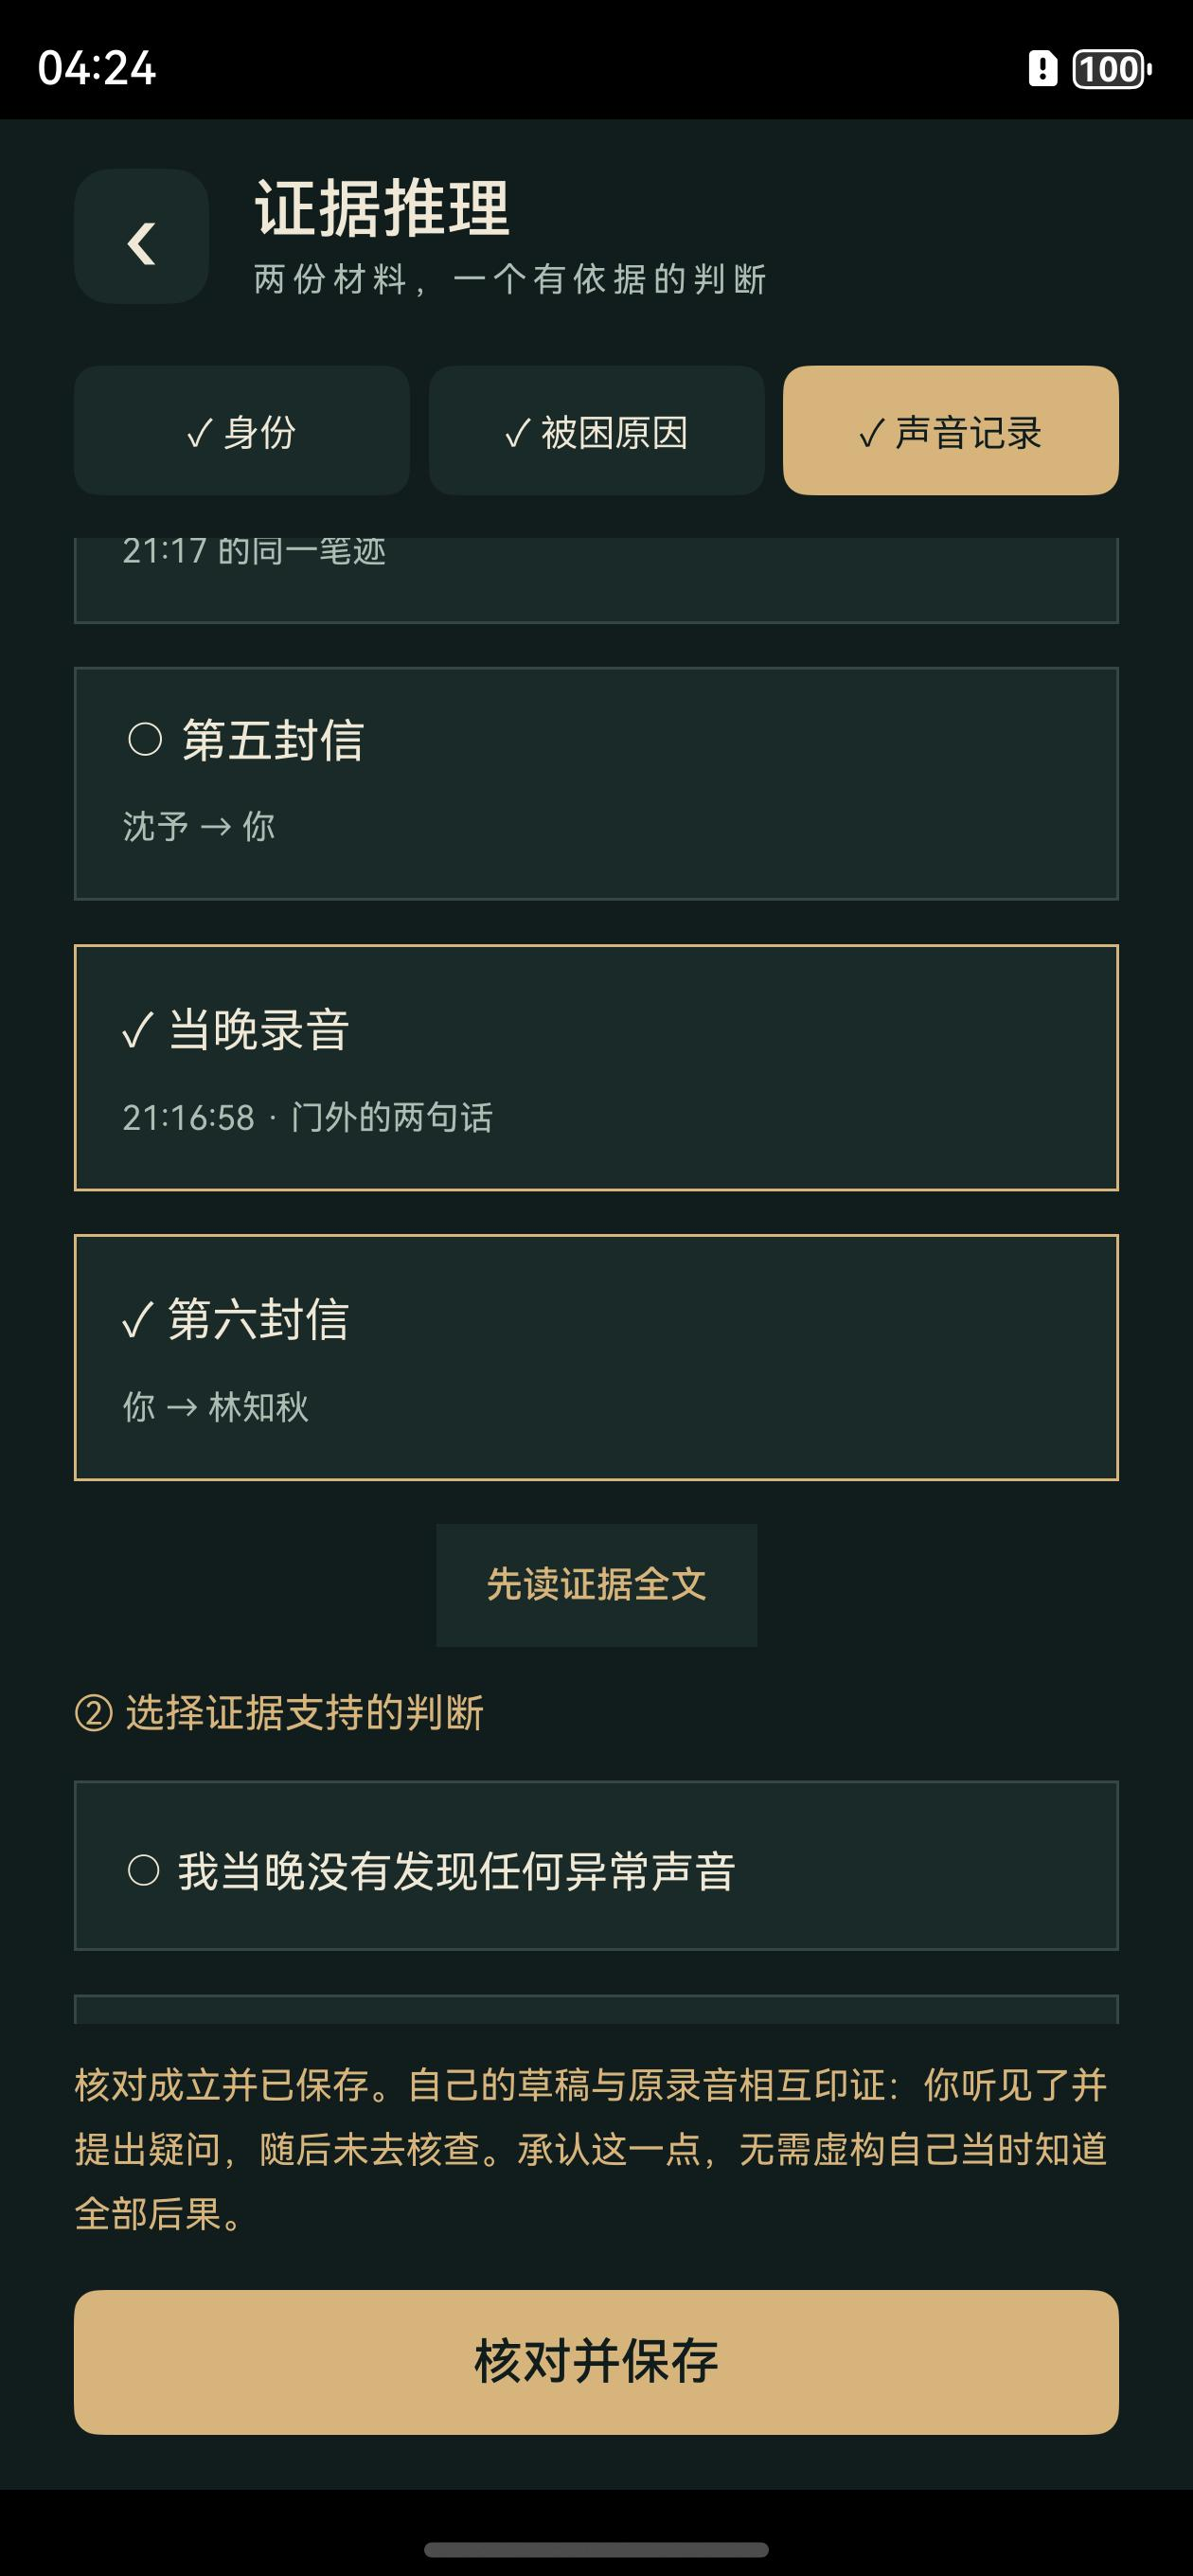 04:24
100
证据推理
两份材料，一个有依据的判断
✓ 身份
✓ 被困原因
✓ 声音记录
21:17 的同一笔迹
○ 第五封信
沈予 → 你
✓ 当晚录音
21:16:58 · 门外的两句话
✓ 第六封信
你 → 林知秋
先读证据全文
② 选择证据支持的判断
○ 我当晚没有发现任何异常声音
核对成立并已保存。自己的草稿与原录音相互印证：你听见了并
提出疑问，随后未去核查。承认这一点，无需虚构自己当时知道
全部后果。
核对并保存